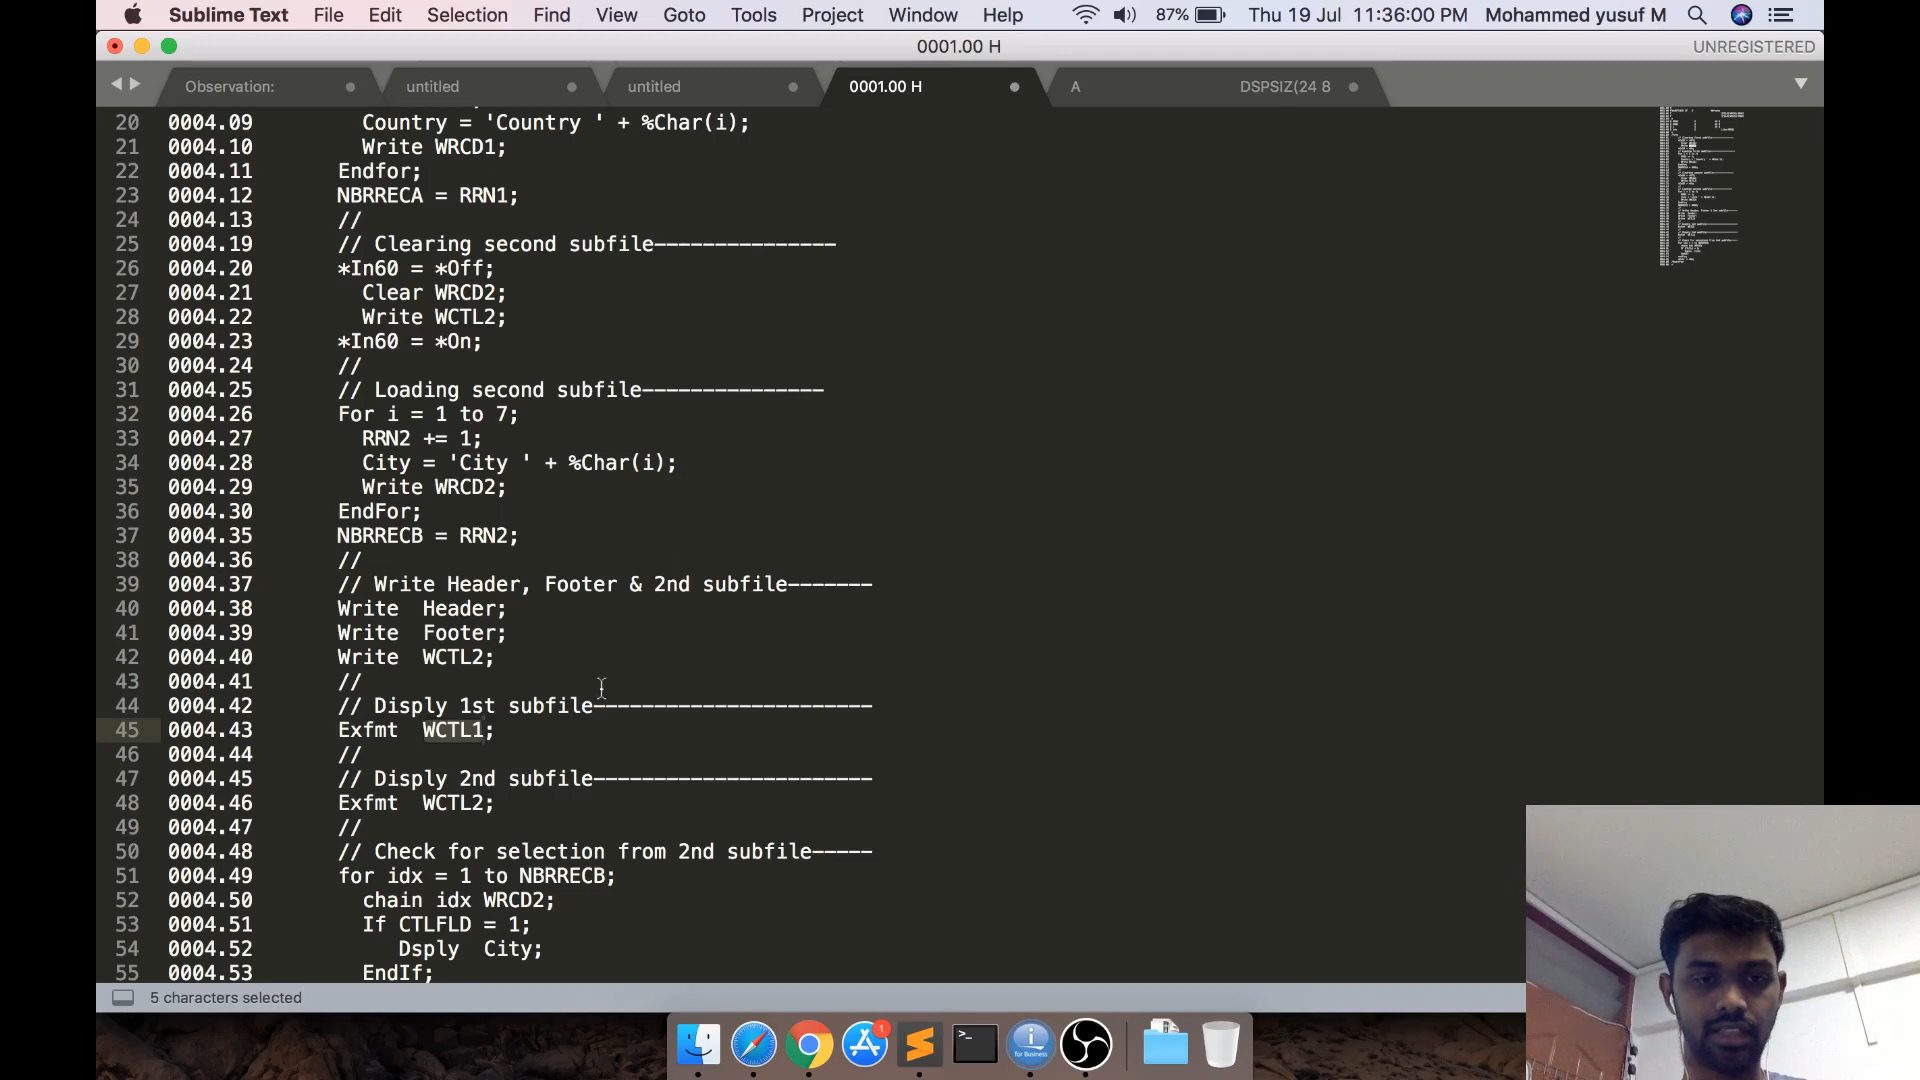 Sublime Text File Edit Selection Find View Goto Tools Project Window Help 87% Thu 19 Jul 11:36:00 PM Mohammed yusuf M
0001.00 H UNREGISTERED
Observation: untitled untitled 0001.00 H A DSPSIZ(24 8
20 0004.09 Country = 'Country ' + %Char(i);
21 0004.10 Write WRCD1;
22 0004.11 Endfor;
23 0004.12 NBRRECA = RRN1;
24 0004.13 //
25 0004.19 // Clearing second subfile---------------
26 0004.20 *In60 = *Off;
27 0004.21 Clear WRCD2;
28 0004.22 Write WCTL2;
29 0004.23 *In60 = *On;
30 0004.24 //
31 0004.25 // Loading second subfile---------------
32 0004.26 For i = 1 to 7;
33 0004.27 RRN2 += 1;
34 0004.28 City = 'City ' + %Char(i);
35 0004.29 Write WRCD2;
36 0004.30 EndFor;
37 0004.35 NBRRECB = RRN2;
38 0004.36 //
39 0004.37 // Write Header, Footer & 2nd subfile-------
40 0004.38 Write Header;
41 0004.39 Write Footer;
42 0004.40 Write WCTL2;
43 0004.41 //
44 0004.42 // Disply 1st subfile-----------------------
45 0004.43 Exfmt WCTL1;
46 0004.44 //
47 0004.45 // Disply 2nd subfile-----------------------
48 0004.46 Exfmt WCTL2;
49 0004.47 //
50 0004.48 // Check for selection from 2nd subfile-----
51 0004.49 for idx = 1 to NBRRECB;
52 0004.50 chain idx WRCD2;
53 0004.51 If CTLFLD = 1;
54 0004.52 Dsply City;
55 0004.53 EndIf;
5 characters selected
1
i
for Business